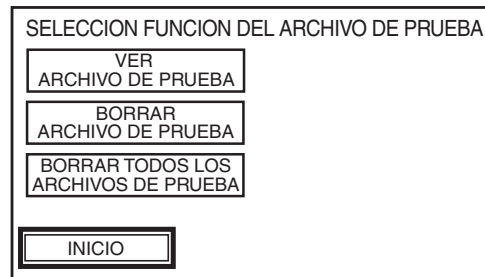 SELECCION FUNCION DEL ARCHIVO DE PRUEBA
VER
ARCHIVO DE PRUEBA
BORRAR
ARCHIVO DE PRUEBA
BORRAR TODOS LOS
ARCHIVOS DE PRUEBA
INICIO